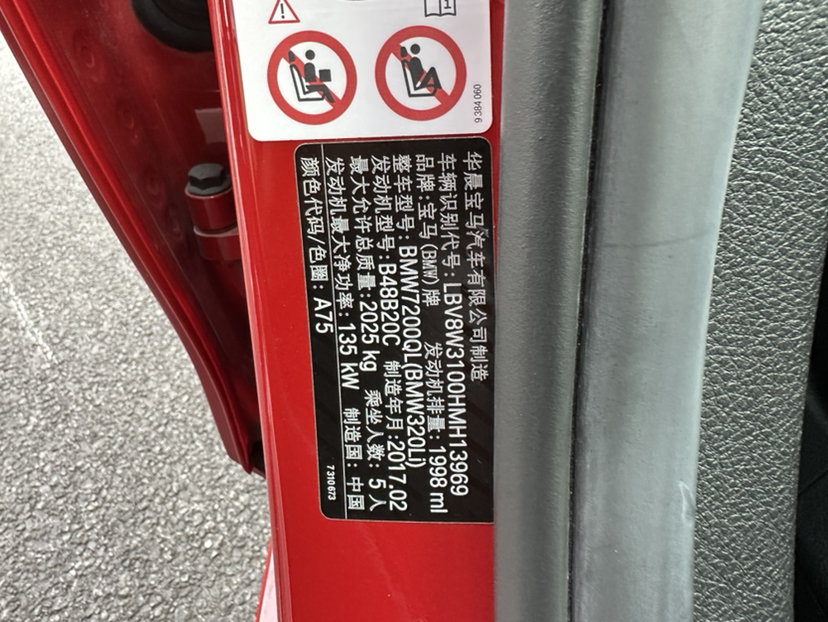 9 384 060
华晨宝马汽车有限公司制造
车辆识别代号: LBV8W3100HMH13969
品牌:宝马(BMW)牌 发动机排量: 1998 ml
整车型号: BMW7200QL(BMW320Li)
发动机型号: B48B20C 制造年月: 2017.02
最大允许总质量: 2025 kg 乘坐人数: 5 人
发动机最大净功率: 135 kW 制造国: 中国
颜色代码/色圈: A75
7 310 673